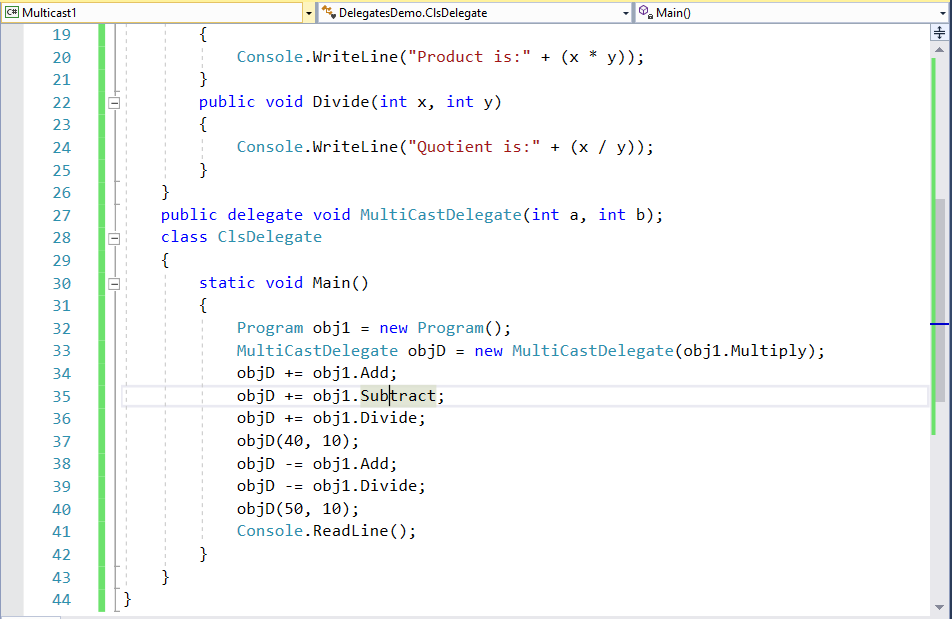 C# Multicast1 DelegatesDemo.ClsDelegate Main()
19 {
20 Console.WriteLine("Product is:" + (x * y));
21 }
22 public void Divide(int x, int y)
23 {
24 Console.WriteLine("Quotient is:" + (x / y));
25 }
26 }
27 public delegate void MultiCastDelegate(int a, int b);
28 class ClsDelegate
29 {
30 static void Main()
31 {
32 Program obj1 = new Program();
33 MultiCastDelegate objD = new MultiCastDelegate(obj1.Multiply);
34 objD += obj1.Add;
35 objD += obj1.Subtract;
36 objD += obj1.Divide;
37 objD(40, 10);
38 objD -= obj1.Add;
39 objD -= obj1.Divide;
40 objD(50, 10);
41 Console.ReadLine();
42 }
43 }
44 }